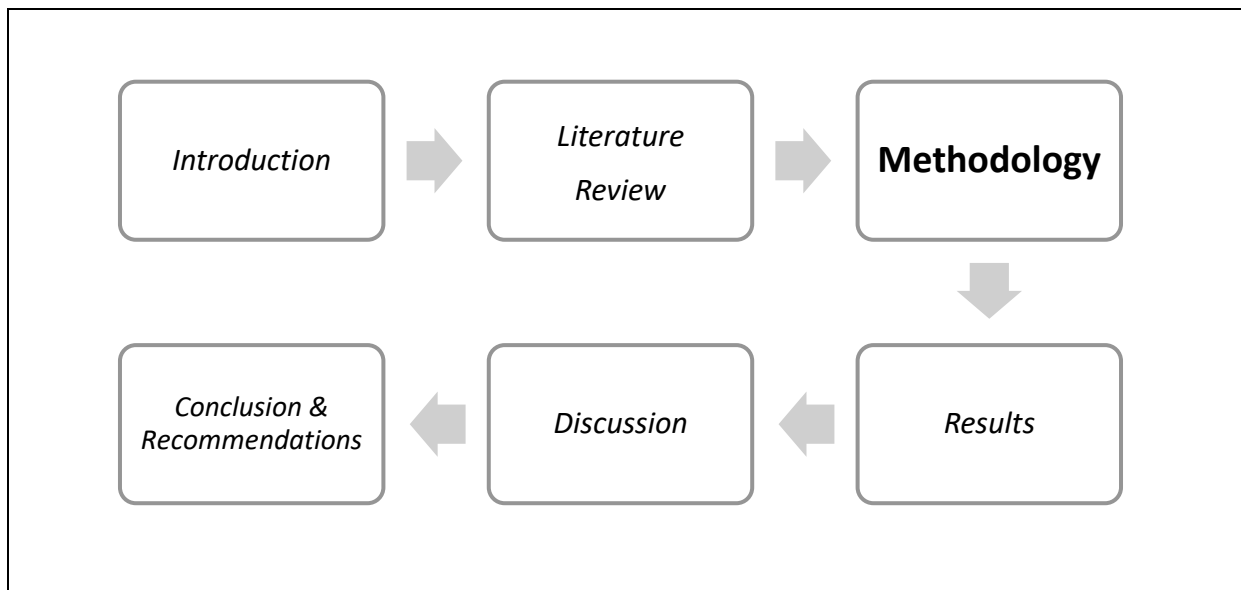 Introduction
Literature
Review
Methodology
Results
Discussion
Conclusion &
Recommendations